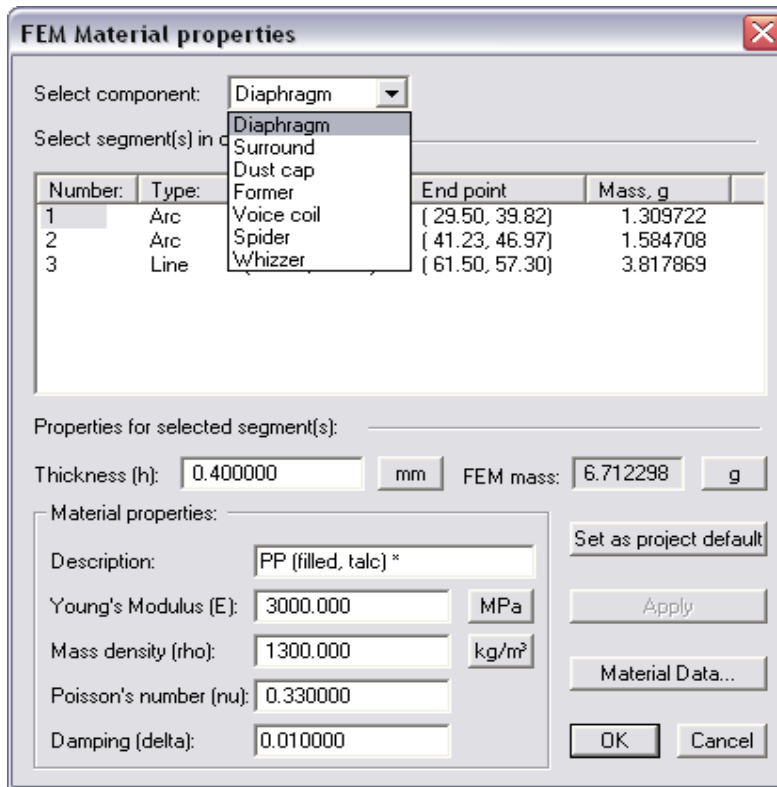 FEM Material properties
Select component: Diaphragm
Diaphragm
Select segment(s) in
Surround
Dust cap
Former
Voice coil
Spider
Whizzer
Number: Type: End point Mass, g
1 Arc ( 29.50, 39.82) 1.309722
2 Arc ( 41.23, 46.97) 1.584708
3 Line ( 61.50, 57.30) 3.817869
Properties for selected segment(s):
Thickness (h): 0.400000 mm FEM mass: 6.712298 g
Material properties:
Set as project default
Description: PP (filled, talc) *
Young's Modulus (E): 3000.000 MPa Apply
Mass density (rho): 1300.000 kg/m³
Material Data...
Poisson's number (nu): 0.330000
Damping (delta): 0.010000 OK Cancel